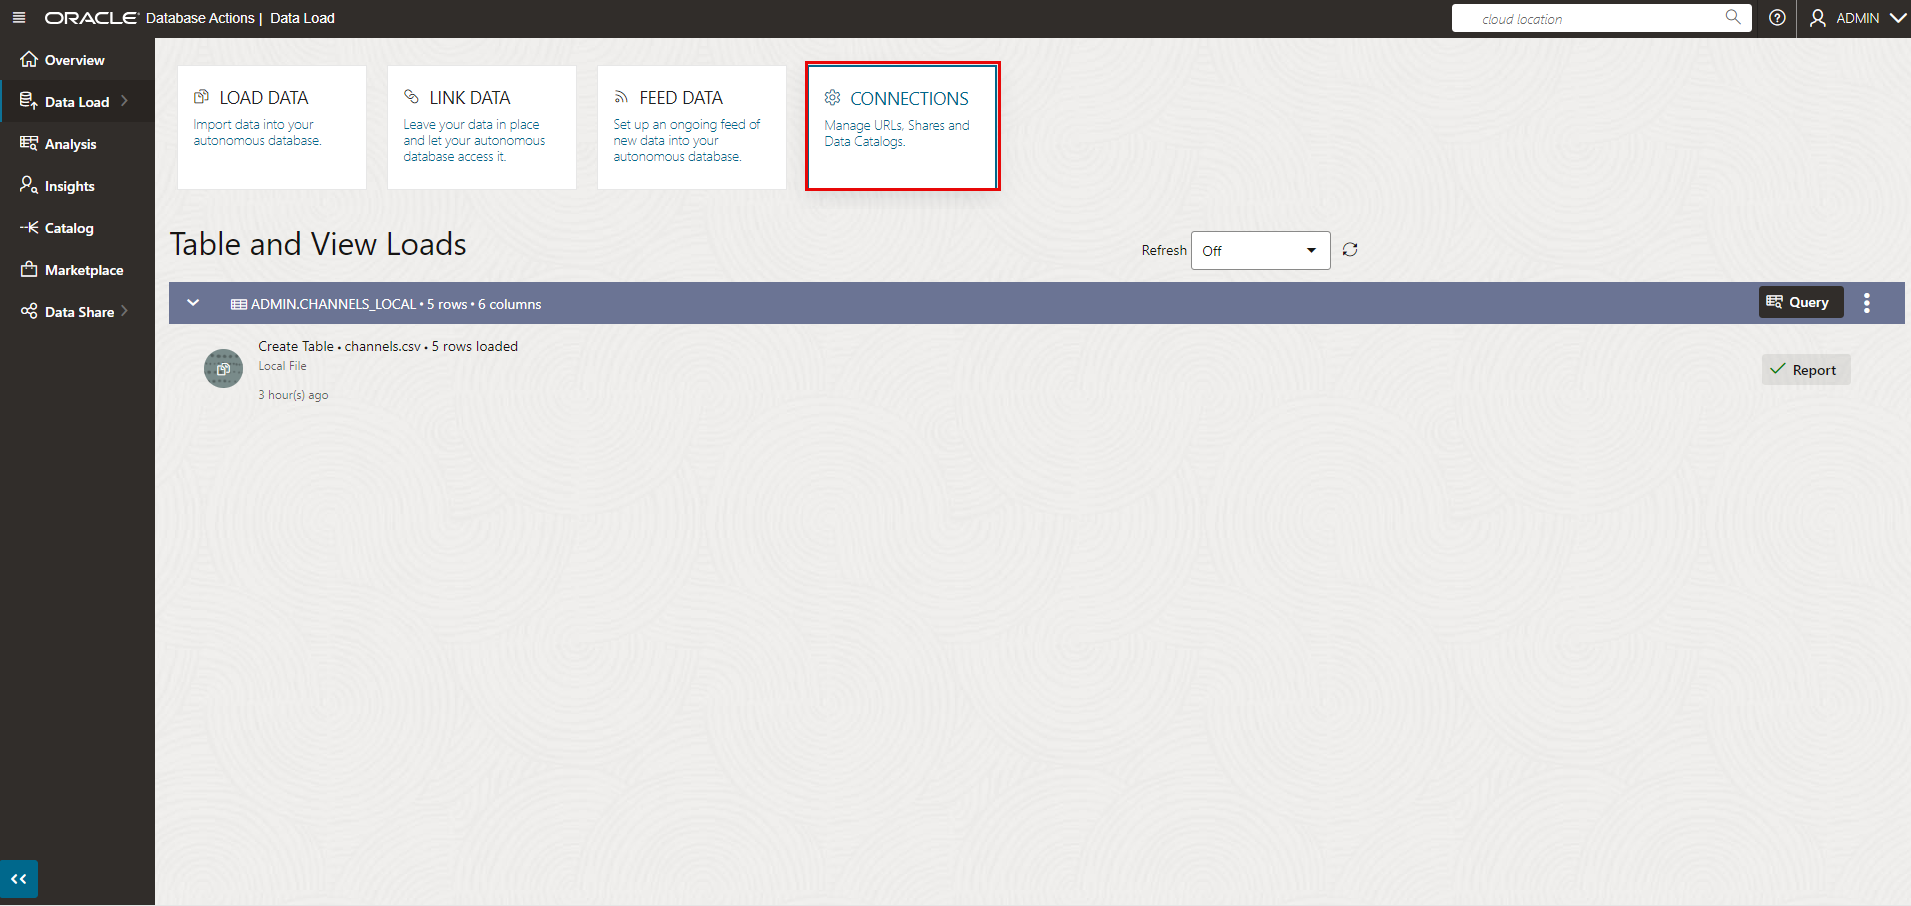 ORACLE Database Actions | Data Load
cloud location
ADMIN
Overview
Data Load
Analysis
Insights
Catalog
Marketplace
Data Share
LOAD DATA
Import data into your
autonomous database.
LINK DATA
Leave your data in place
and let your autonomous
database access it.
FEED DATA
Set up an ongoing feed of
new data into your
autonomous database.
CONNECTIONS
Manage URLs, Shares and
Data Catalogs.
Table and View Loads
Refresh Off
ADMIN.CHANNELS_LOCAL • 5 rows • 6 columns
Query
Create Table • channels.csv • 5 rows loaded
Local File
3 hour(s) ago
Report